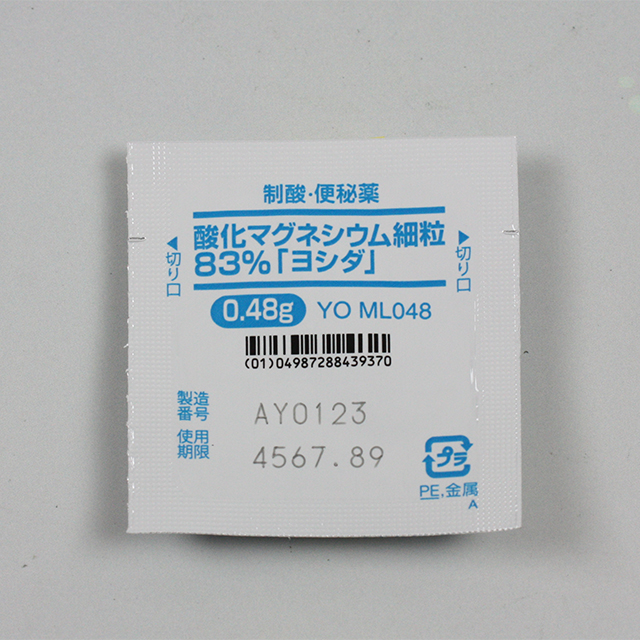 制酸・便秘薬
酸化マグネシウム細粒
83%「ヨシダ」
◀切り口
▶切り口
0.48g YO ML048
(01)04987288439370
製造番号 AY0123
使用期限 4567.89
プラ
PE,金属
A